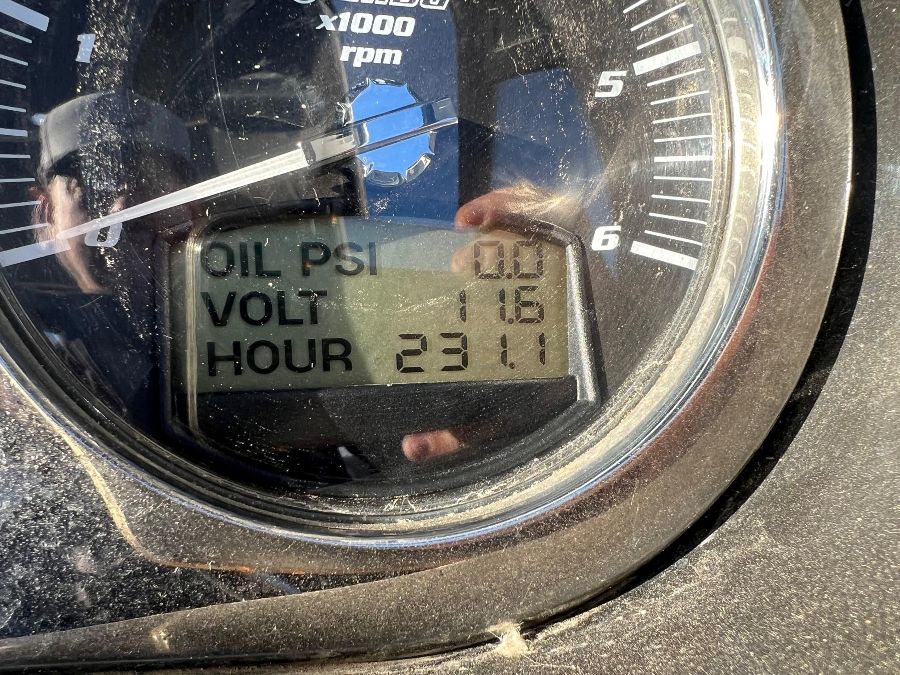 x1000
rpm
1
5
0
6
OIL PSI 0.0
VOLT 11.6
HOUR 231.1